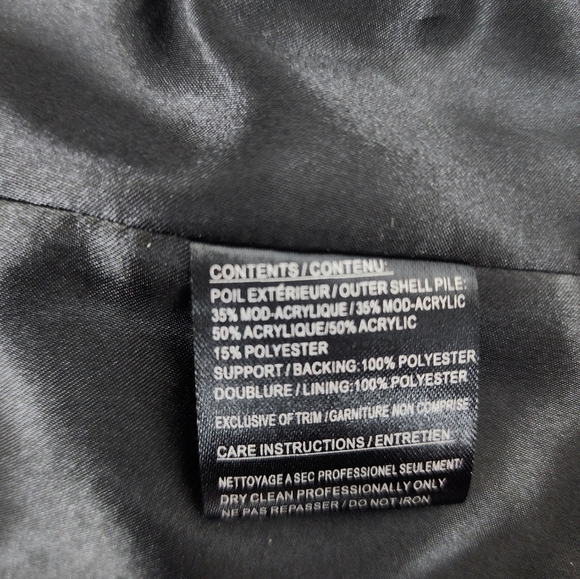 CONTENTS / CONTENU:
POIL EXTÉRIEUR / OUTER SHELL PILE:
35% MOD-ACRYLIQUE / 35% MOD-ACRYLIC
50% ACRYLIQUE/50% ACRYLIC
15% POLYESTER
SUPPORT / BACKING:100% POLYESTER
DOUBLURE / LINING:100% POLYESTER
EXCLUSIVE OF TRIM / GARNITURE NON COMPRISE
CARE INSTRUCTIONS / ENTRETIEN:
NETTOYAGE A SEC PROFESSIONEL SEULEMENT/
DRY CLEAN PROFESSIONALLY ONLY
NE PAS REPASSER / DO NOT IRON